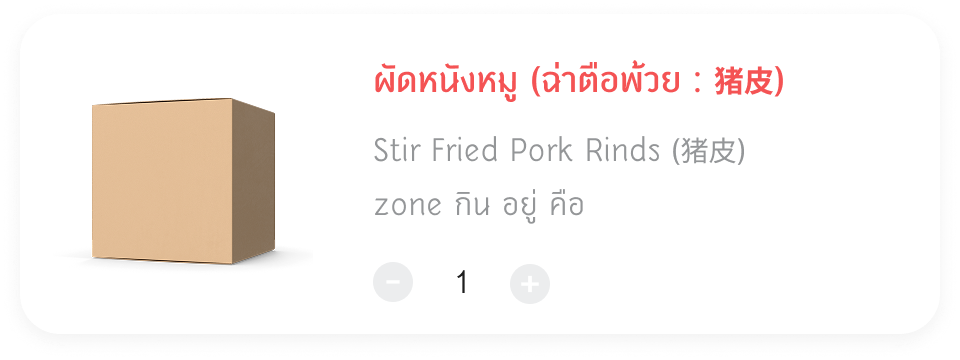 ผัดหนังหมู (ฉ่าตือพ้วย : 猪皮)
Stir Fried Pork Rinds (猪皮)
zone กิน อยู่ คือ
- 1 +